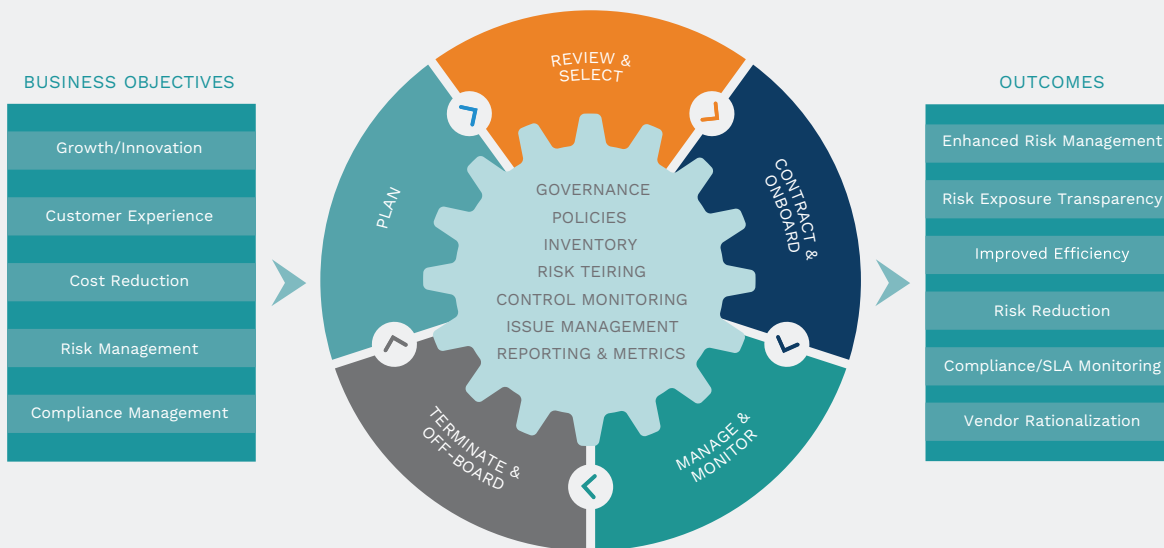 BUSINESS OBJECTIVES
Growth/Innovation
Customer Experience
Cost Reduction
Risk Management
Compliance Management
REVIEW &
SELECT
CONTRACT &
ONBOARD
MANAGE &
MONITOR
TERMINATE &
OFF-BOARD
PLAN
GOVERNANCE
POLICIES
INVENTORY
RISK TEIRING
CONTROL MONITORING
ISSUE MANAGEMENT
REPORTING & METRICS
OUTCOMES
Enhanced Risk Management
Risk Exposure Transparency
Improved Efficiency
Risk Reduction
Compliance/SLA Monitoring
Vendor Rationalization